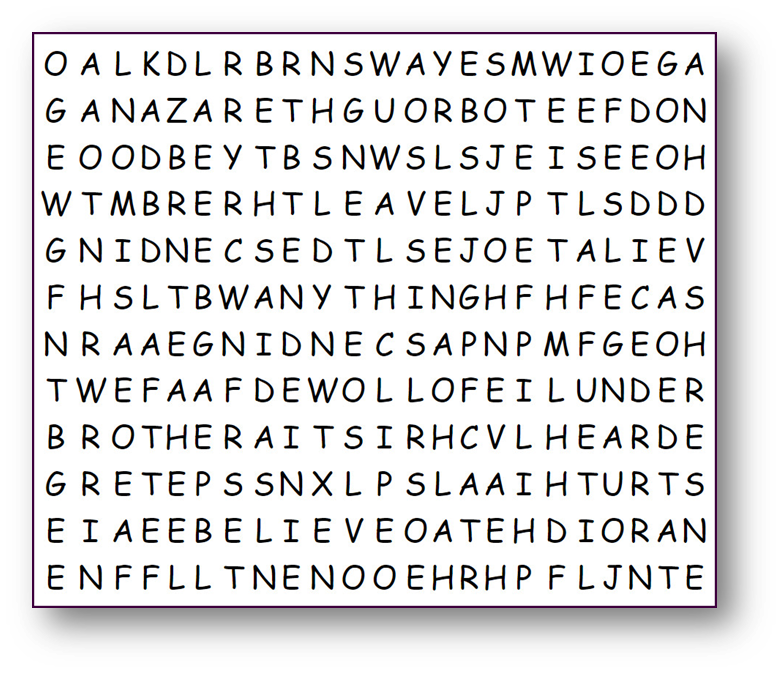 O A L K D L R B R N S W A Y E S M W I O E G A
G A N A Z A R E T H G U O R B O T E E F D O N
E O O D B E Y T B S N W S L S J E I S E E O H
W T M B R E R H T L E A V E L J P T L S D D D
G N I D N E C S E D T L S E J O E T A L I E V
F H S L T B W A N Y T H I N G H F H F E C A S
N R A A E G N I D N E C S A P N P M F G E O H
T W E F A A F D E W O L L O F E I L U N D E R
B R O T H E R A I T S I R H C V L H E A R D E
G R E T E P S S N X L P S L A A I H T U R T S
E I A E E B E L I E V E O A T E H D I O R A N
E N F F L L T N E N O O E H R H P F L J N T E